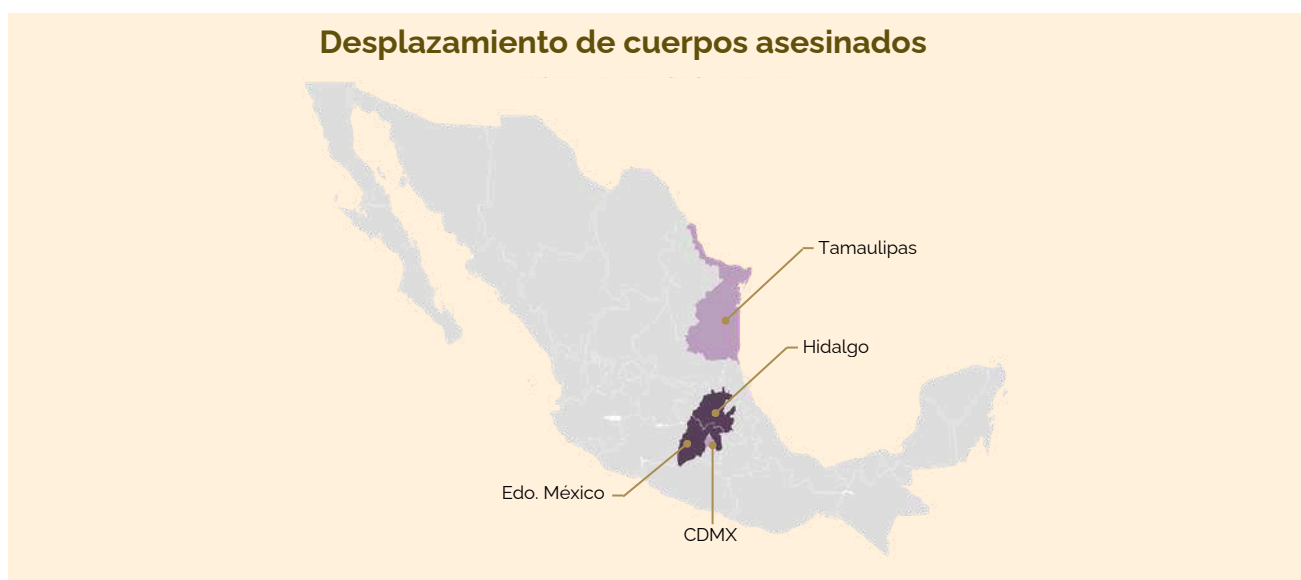 Desplazamiento de cuerpos asesinados
Tamaulipas
Hidalgo
Edo. México
CDMX